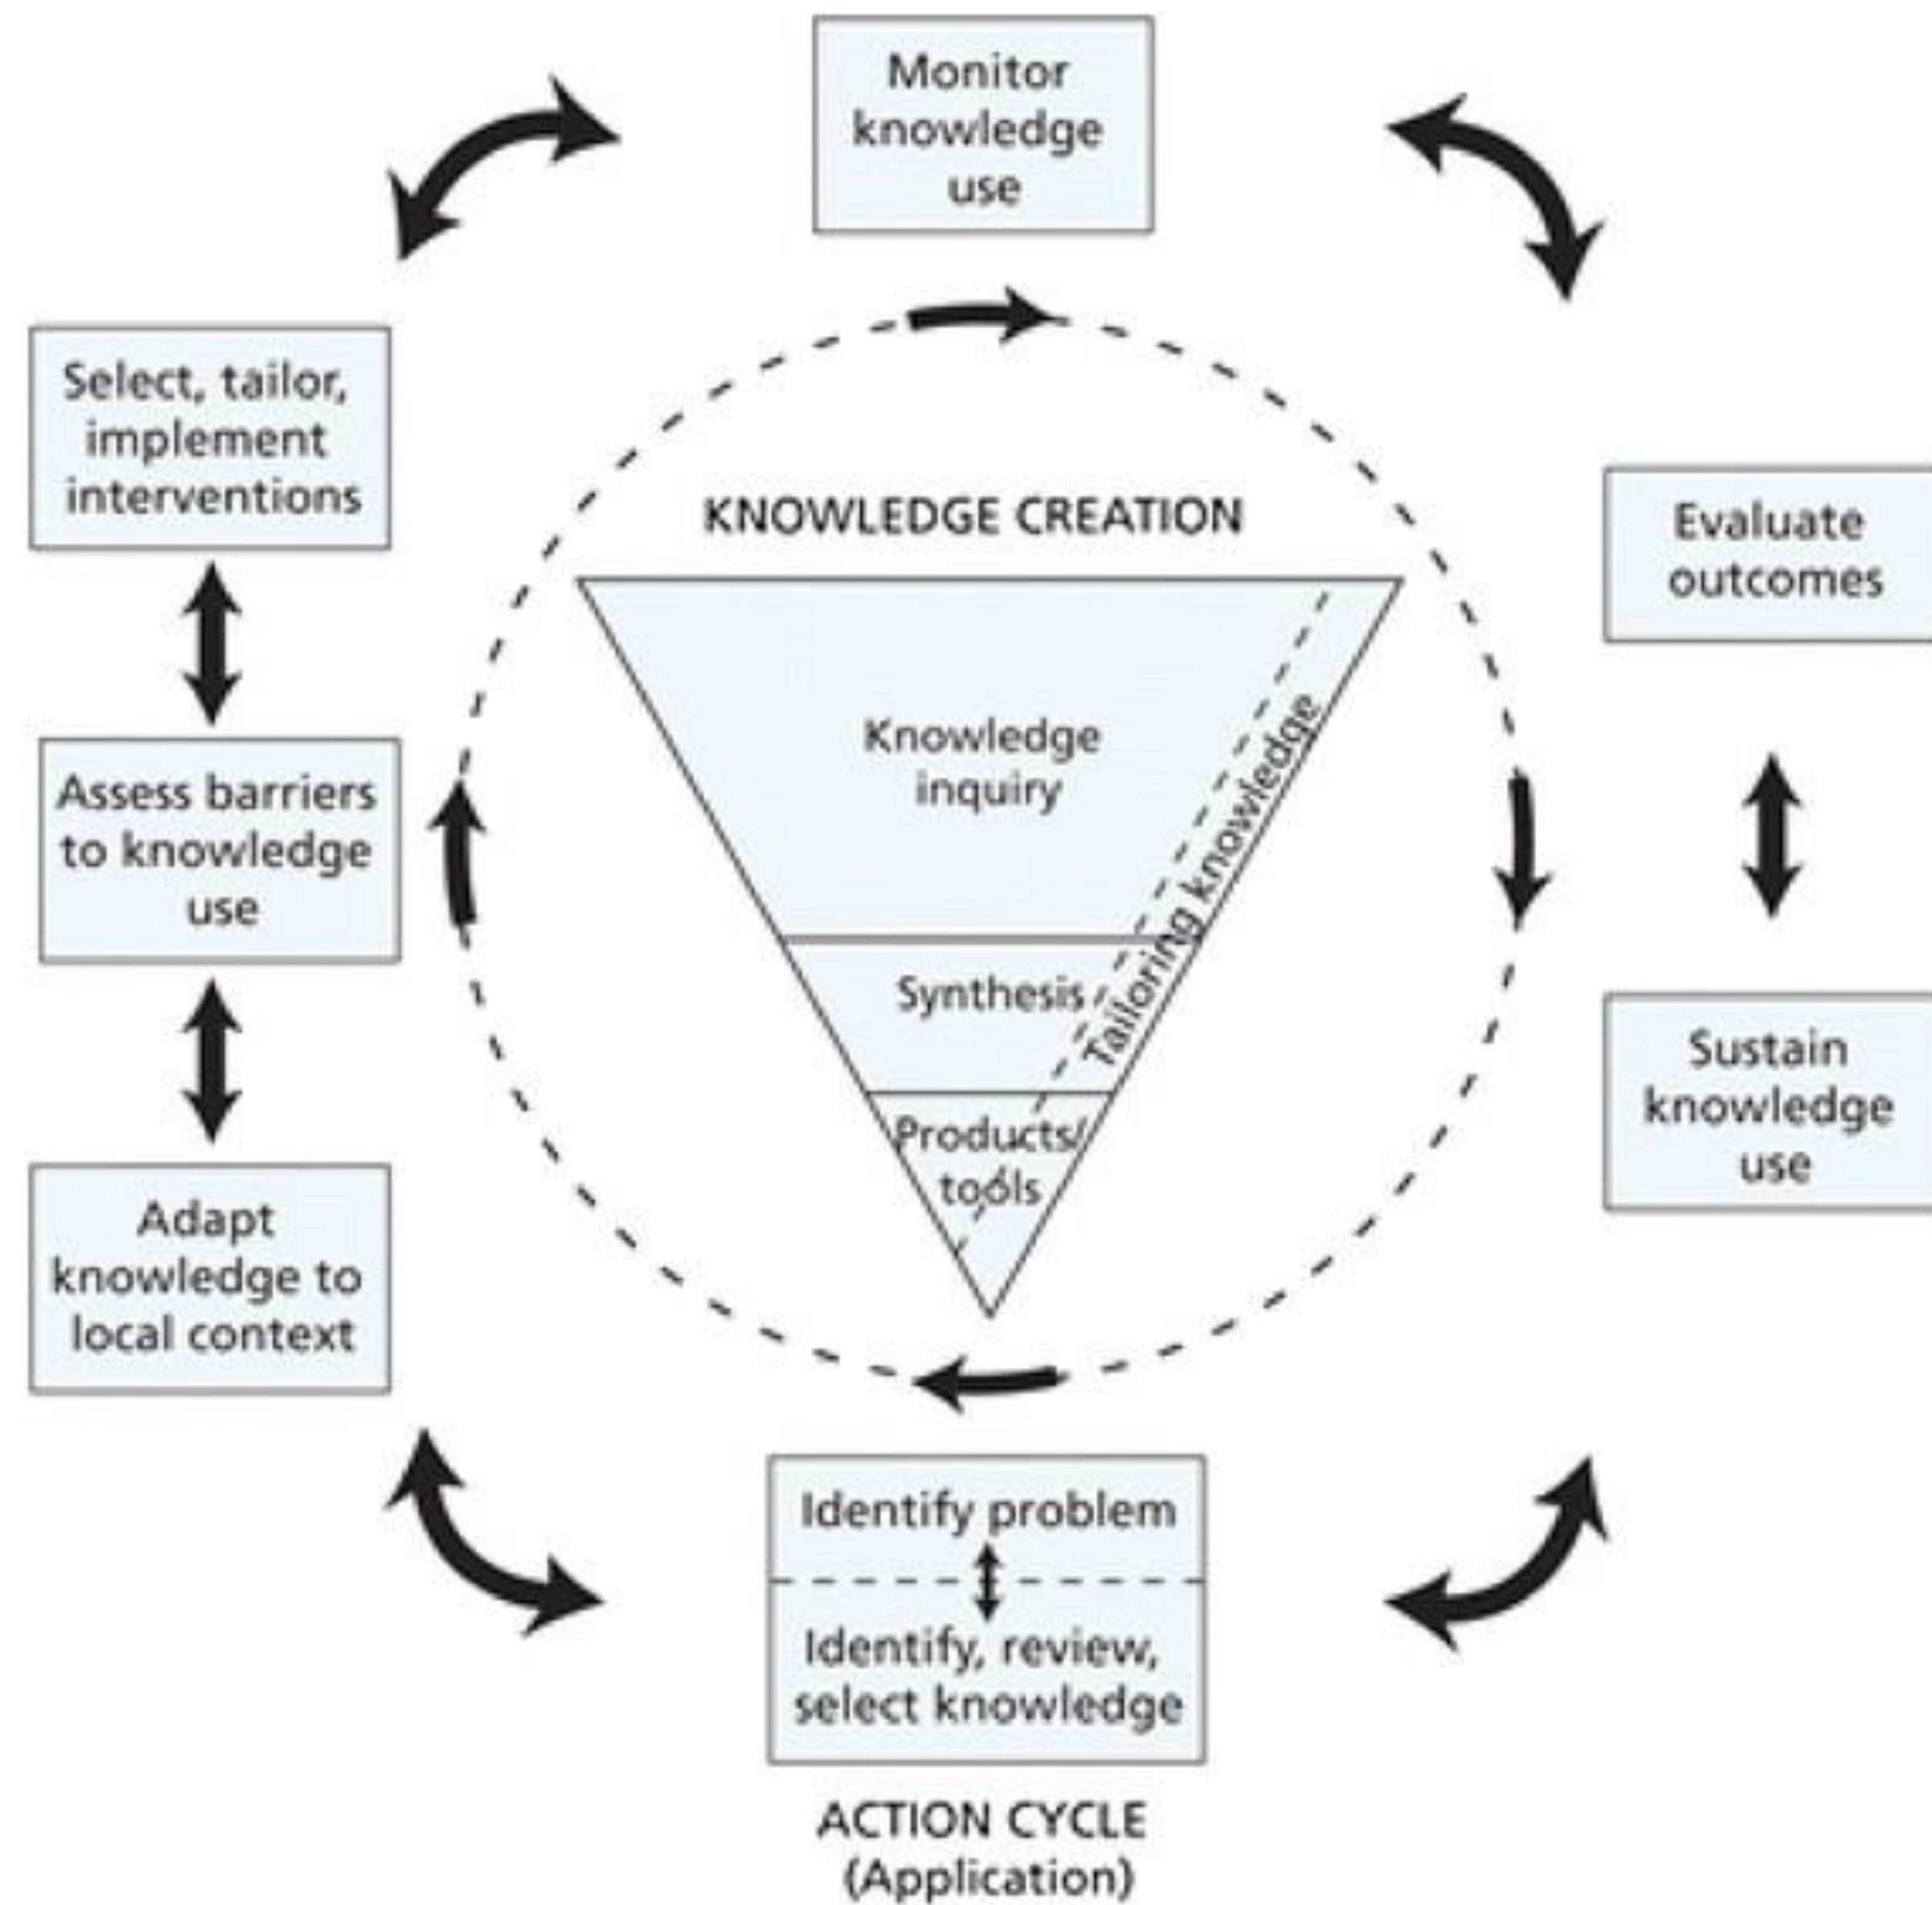 Monitor
knowledge
use
Select, tailor,
implement
interventions
Evaluate
outcomes
KNOWLEDGE CREATION
Knowledge
inquiry
Tailoring knowledge
Assess barriers
to knowledge
use
Synthesis
Sustain
knowledge
use
Products/
tools
Adapt
knowledge to
local context
Identify problem
Identify, review,
select knowledge
ACTION CYCLE
(Application)